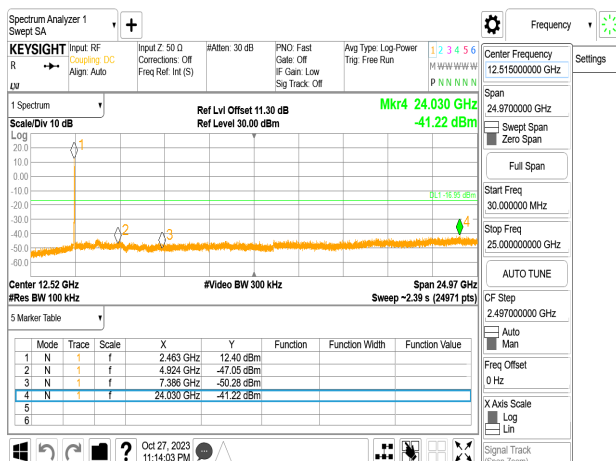 Spectrum Analyzer 1
Swept SA
+
Frequency
Settings
KEYSIGHT
R
Input: RF
Coupling: DC
Align: Auto
Input Z: 50 Ω
Corrections: Off
Freq Ref: Int (S)
#Atten: 30 dB
PNO: Fast
Gate: Off
IF Gain: Low
Sig Track: Off
Avg Type: Log-Power
Trig: Free Run
1 2 3 4 5 6
M W W W W W
P N N N N N
1 Spectrum
Scale/Div 10 dB
Ref Lvl Offset 11.30 dB
Ref Level 30.00 dBm
Mkr4 24.030 GHz
-41.22 dBm
Log
20.0
10.0
0.00
-10.0
-20.0
-30.0
-40.0
-50.0
-60.0
1
2
3
4
DL1 -16.95 dBm
Center 12.52 GHz
#Video BW 300 kHz
Span 24.97 GHz
#Res BW 100 kHz
Sweep ~2.39 s (24971 pts)
5 Marker Table
Mode Trace Scale X Y Function Function Width Function Value
1 N 1 f 2.463 GHz 12.40 dBm
2 N 1 f 4.924 GHz -47.05 dBm
3 N 1 f 7.386 GHz -50.28 dBm
4 N 1 f 24.030 GHz -41.22 dBm
5
6
?
Oct 27, 2023
11:14:03 PM
Center Frequency
12.515000000 GHz
Span
24.9700000 GHz
Swept Span
Zero Span
Full Span
Start Freq
30.000000 MHz
Stop Freq
25.000000000 GHz
AUTO TUNE
CF Step
2.497000000 GHz
Auto
Man
Freq Offset
0 Hz
X Axis Scale
Log
Lin
Signal Track
(Span Zoom)